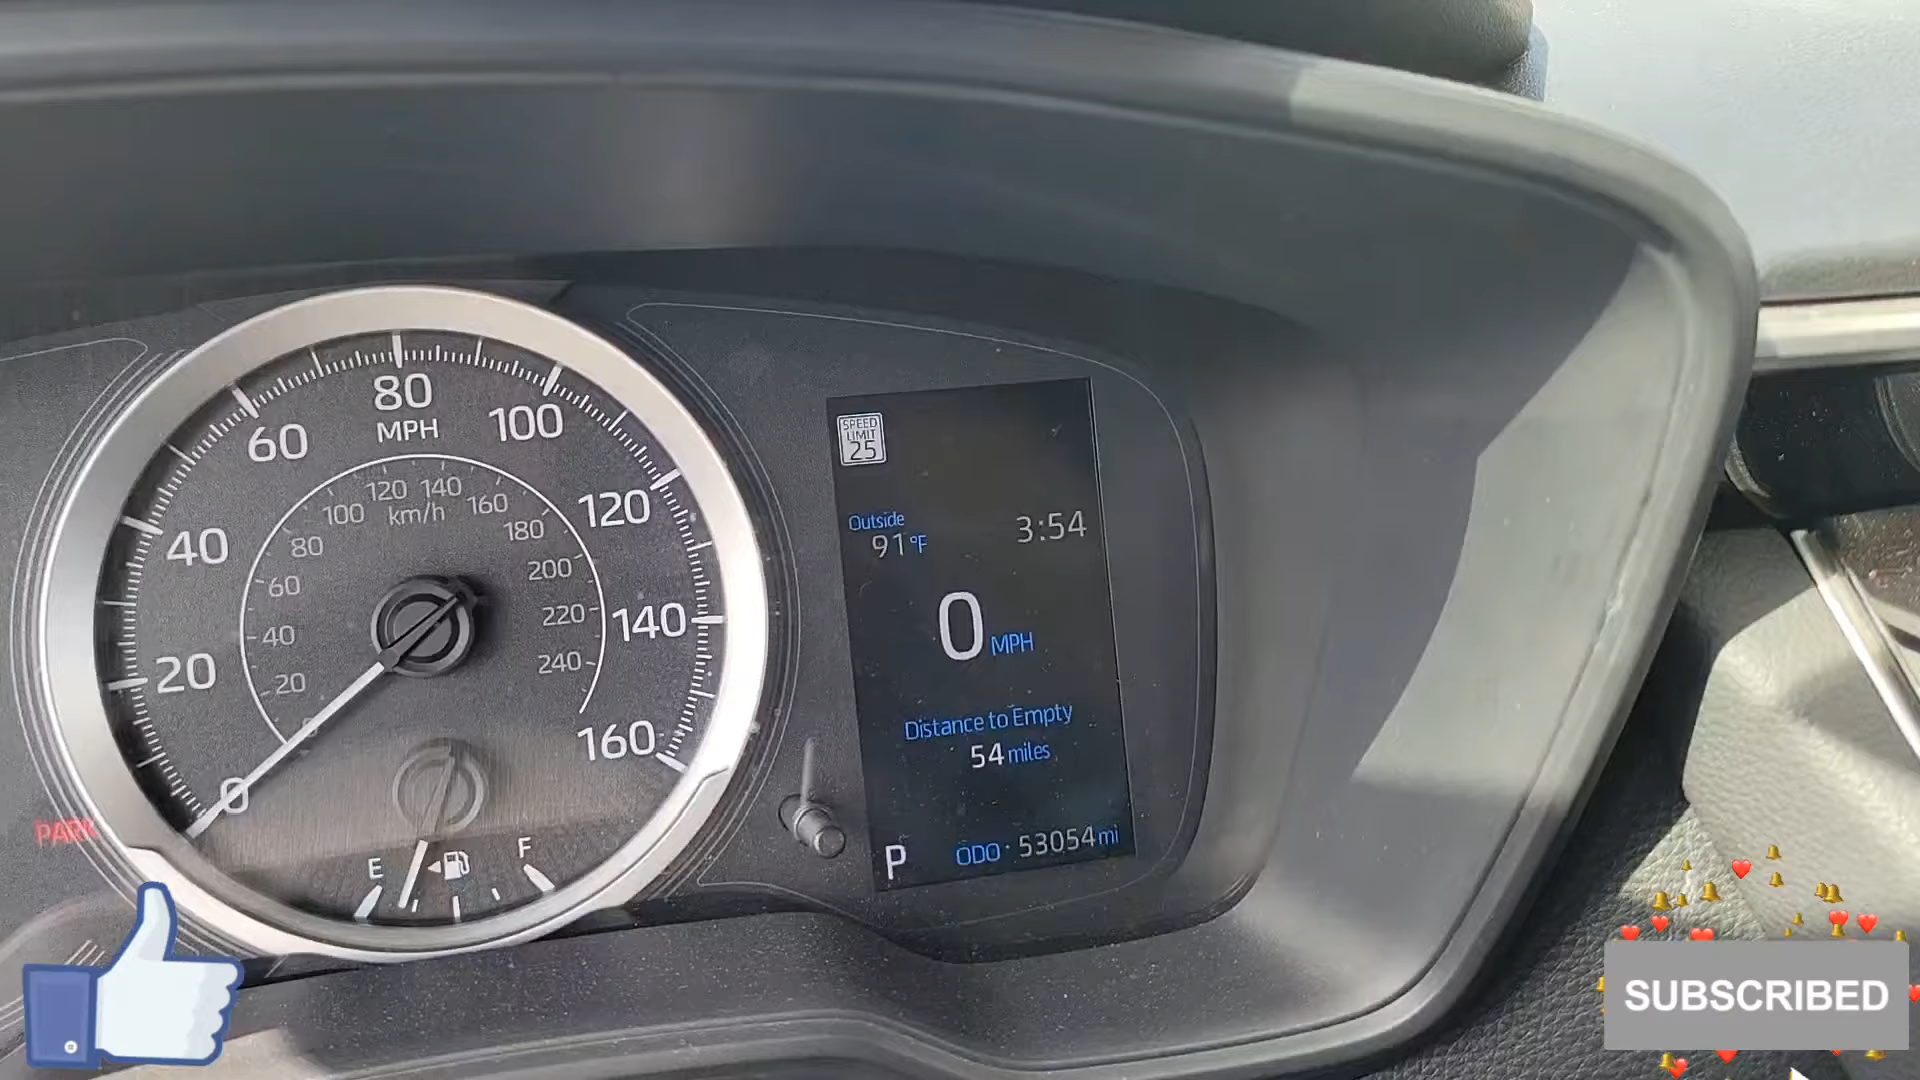 80
MPH
60
100
40
120
20
140
0
160
120 140
100
km/h
160
80
180
60
200
40
220
20
240
PARK
E
F
SPEED
LIMIT
25
Outside
91°F
3:54
0 MPH
Distance to Empty
54 miles
P
ODO 53054 mi
SUBSCRIBED